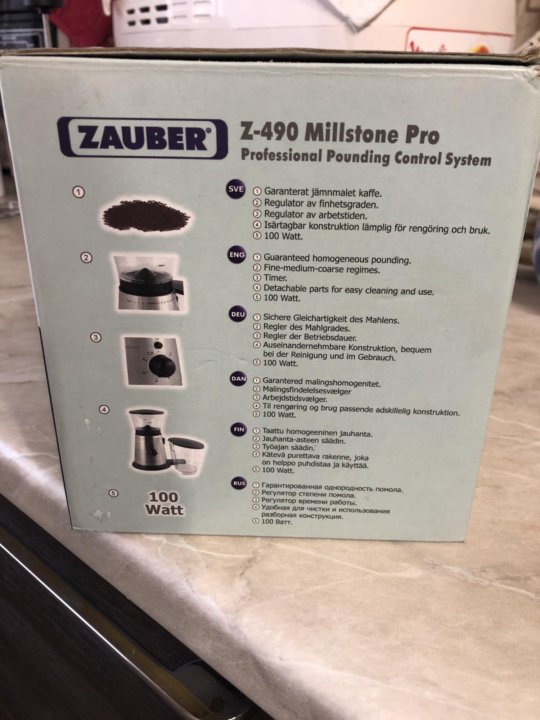 ZAUBER®
Z-490 Millstone Pro
Professional Pounding Control System
①
②
③
④
⑤
100
Watt
SVE
① Garanterat jämnmalet kaffe.
② Regulator av finhetsgraden.
③ Regulator av arbetstiden.
④ Isärtagbar konstruktion lämplig för rengöring och bruk.
⑤ 100 Watt.
ENG
① Guaranteed homogeneous pounding.
② Fine-medium-coarse regimes.
③ Timer.
④ Detachable parts for easy cleaning and use.
⑤ 100 Watt.
DEU
① Sichere Gleichartigkeit des Mahlens.
② Regler des Mahlgrades.
③ Regler der Betriebsdauer.
④ Auseinandernehmbare Konstruktion, bequem
bei der Reinigung und im Gebrauch.
⑤ 100 Watt.
DAN
① Garantered malingshomogenitet.
② Malingsfindelelsesvælger
③ Arbejdstidsvælger.
④ Til rengøring og brug passende adskillelig konstruktion.
⑤ 100 Watt.
FIN
① Taattu homogeeninen jauhanta.
② Jauhanta-asteen säädin.
③ Työajan säädin.
④ Kätevä purettava rakenne, joka
on helppo puhdistaa ja käyttää.
⑤ 100 Watt.
RUS
① Гарантированная однородность помола.
② Регулятор степени помола.
③ Регулятор времени работы.
④ Удобная для чистки и использования
разборная конструкция.
⑤ 100 Ватт.